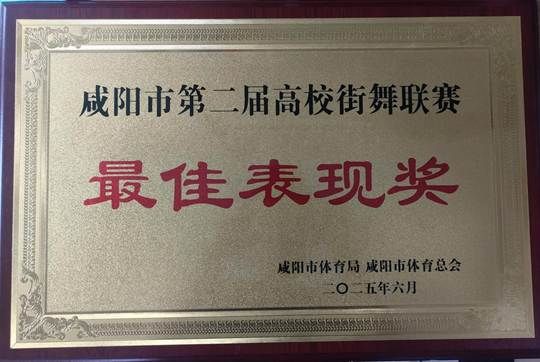 咸阳市第二届高校街舞联赛
最佳表现奖
咸阳市体育局 咸阳市体育总会
二〇二五年六月